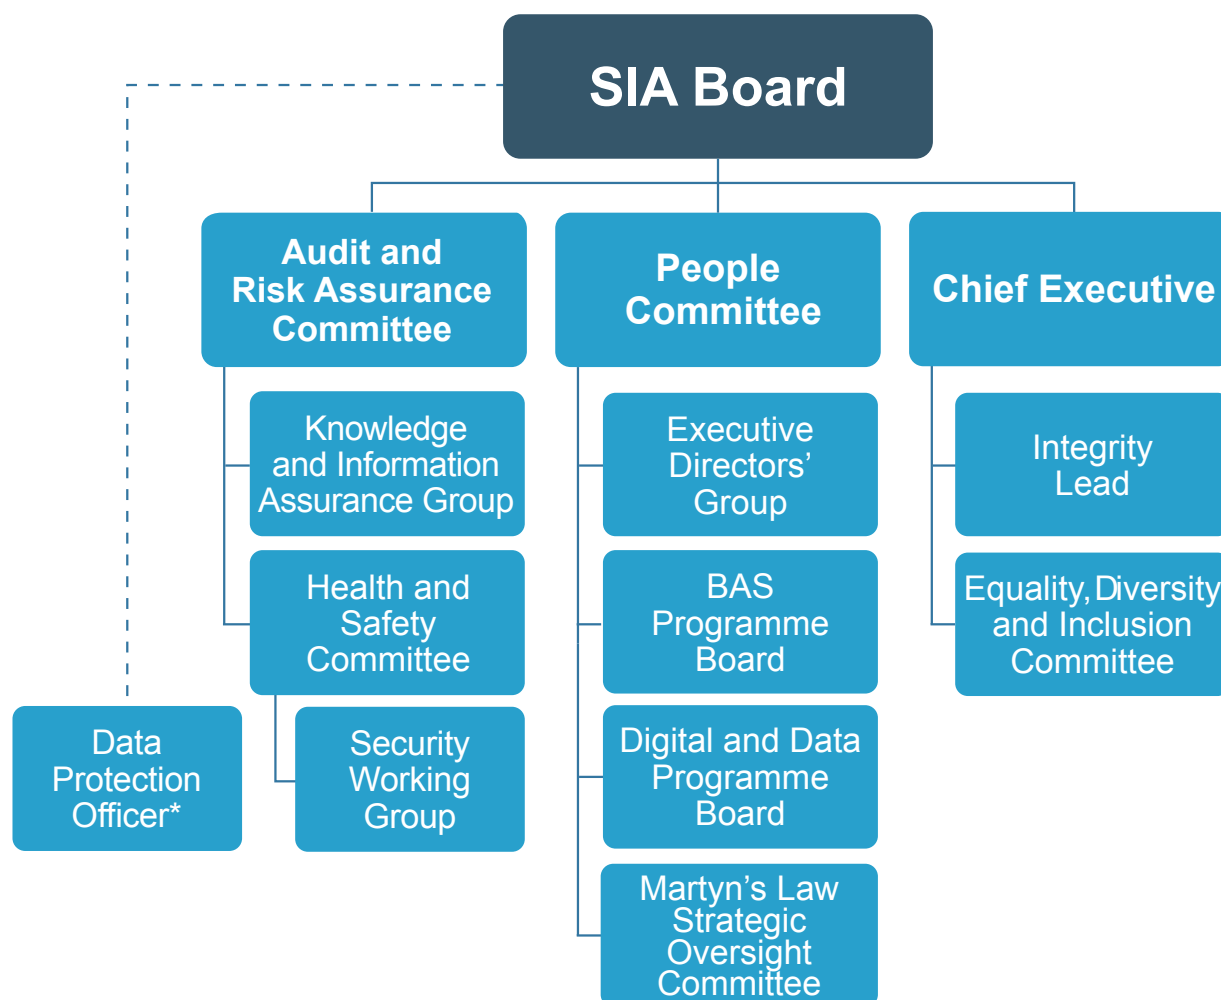 SIA Board
Audit and
Risk Assurance
Committee
People
Committee
Chief Executive
Knowledge
and Information
Assurance Group
Executive
Directors’
Group
Integrity
Lead
Health and
Safety
Committee
BAS
Programme
Board
Equality, Diversity
and Inclusion
Committee
Data
Protection
Officer*
Security
Working
Group
Digital and Data
Programme
Board
Martyn’s Law
Strategic
Oversight
Committee